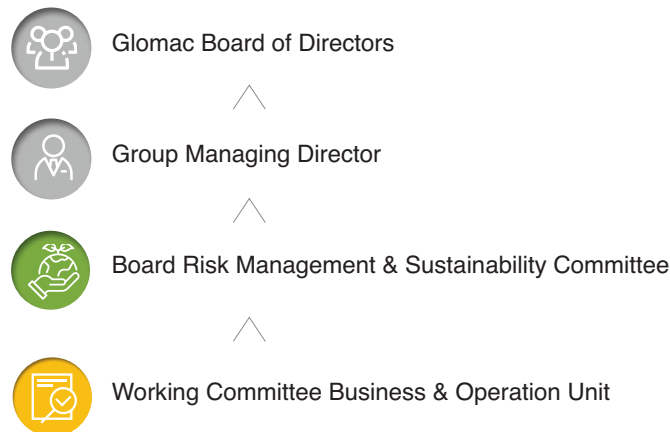 Glomac Board of Directors
Group Managing Director
Board Risk Management & Sustainability Committee
Working Committee Business & Operation Unit